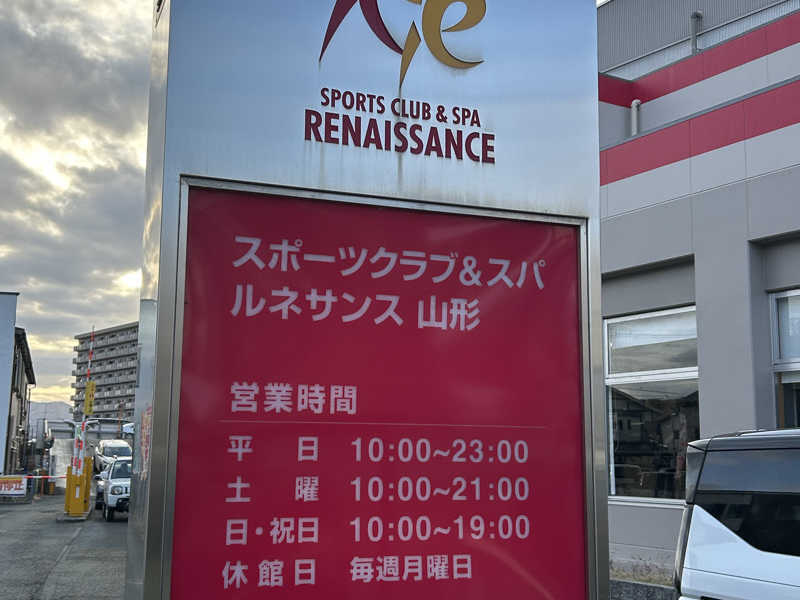 SPORTS CLUB & SPA
RENAISSANCE
スポーツクラブ&スパ
ルネサンス 山形
営業時間
平　日 10:00~23:00
土　曜 10:00~21:00
日・祝日 10:00~19:00
休館日 毎週月曜日